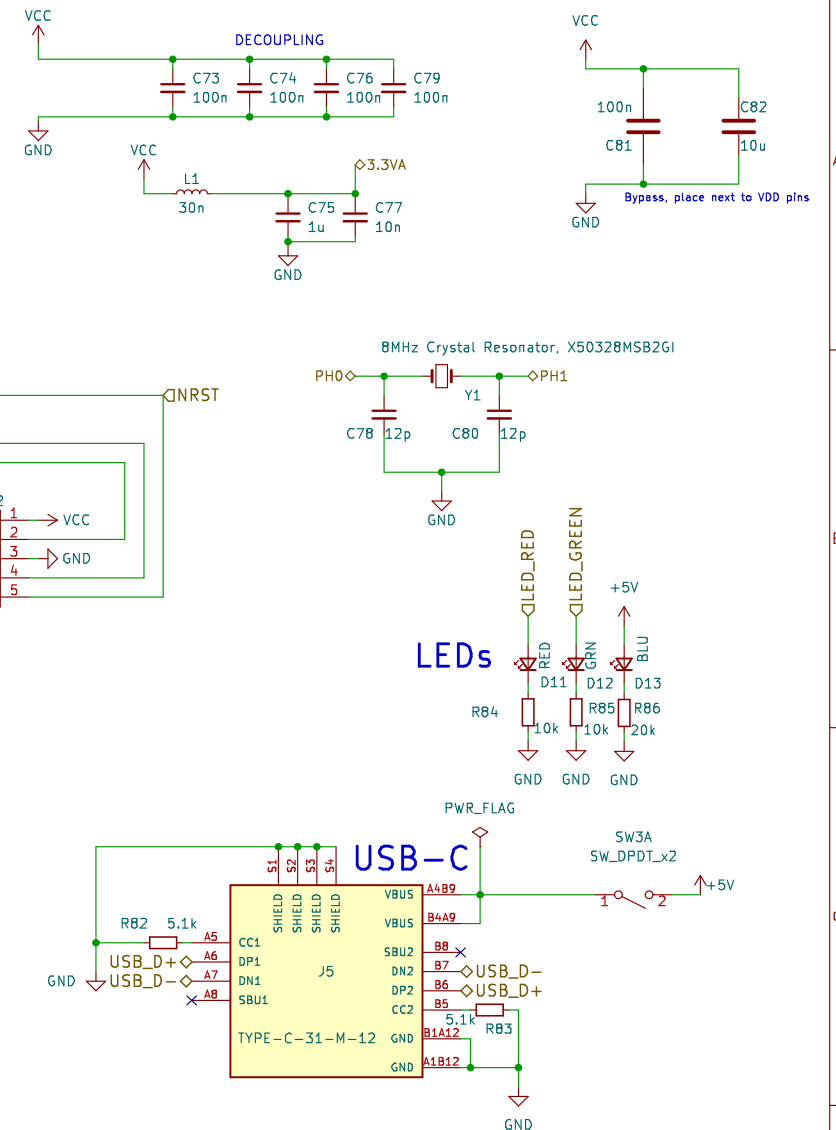 VCC
DECOUPLING
C73 C74 C76 C79
100n 100n 100n 100n
GND
VCC
100n C82
C81 10u
Bypass, place next to VDD pins
GND
VCC
3.3VA
L1
30n
C75 C77
1u 10n
GND
8MHz Crystal Resonator, X50328MSB2GI
PH0 PH1
Y1
C78 12p C80 12p
GND
NRST
1 VCC
2
3 GND
4
5
LED_RED LED_GREEN +5V
LEDs
RED GRN BLU
D11 D12 D13
R84 R85 R86
10k 10k 20k
GND GND GND
PWR_FLAG
USB-C
SW3A
SW_DPDT_x2
1 2
+5V
S1 S2 S3 S4
SHIELD SHIELD SHIELD SHIELD
VBUS A4B9
VBUS B4A9
R82 5.1k A5 CC1
SBU2 B8
USB_D+ A6 DP1
DN2 B7 USB_D-
GND USB_D- A7 DN1
J5
DP2 B6 USB_D+
A8 SBU1
CC2 B5 5.1k R83
TYPE-C-31-M-12
GND B1A12
GND A1B12
GND